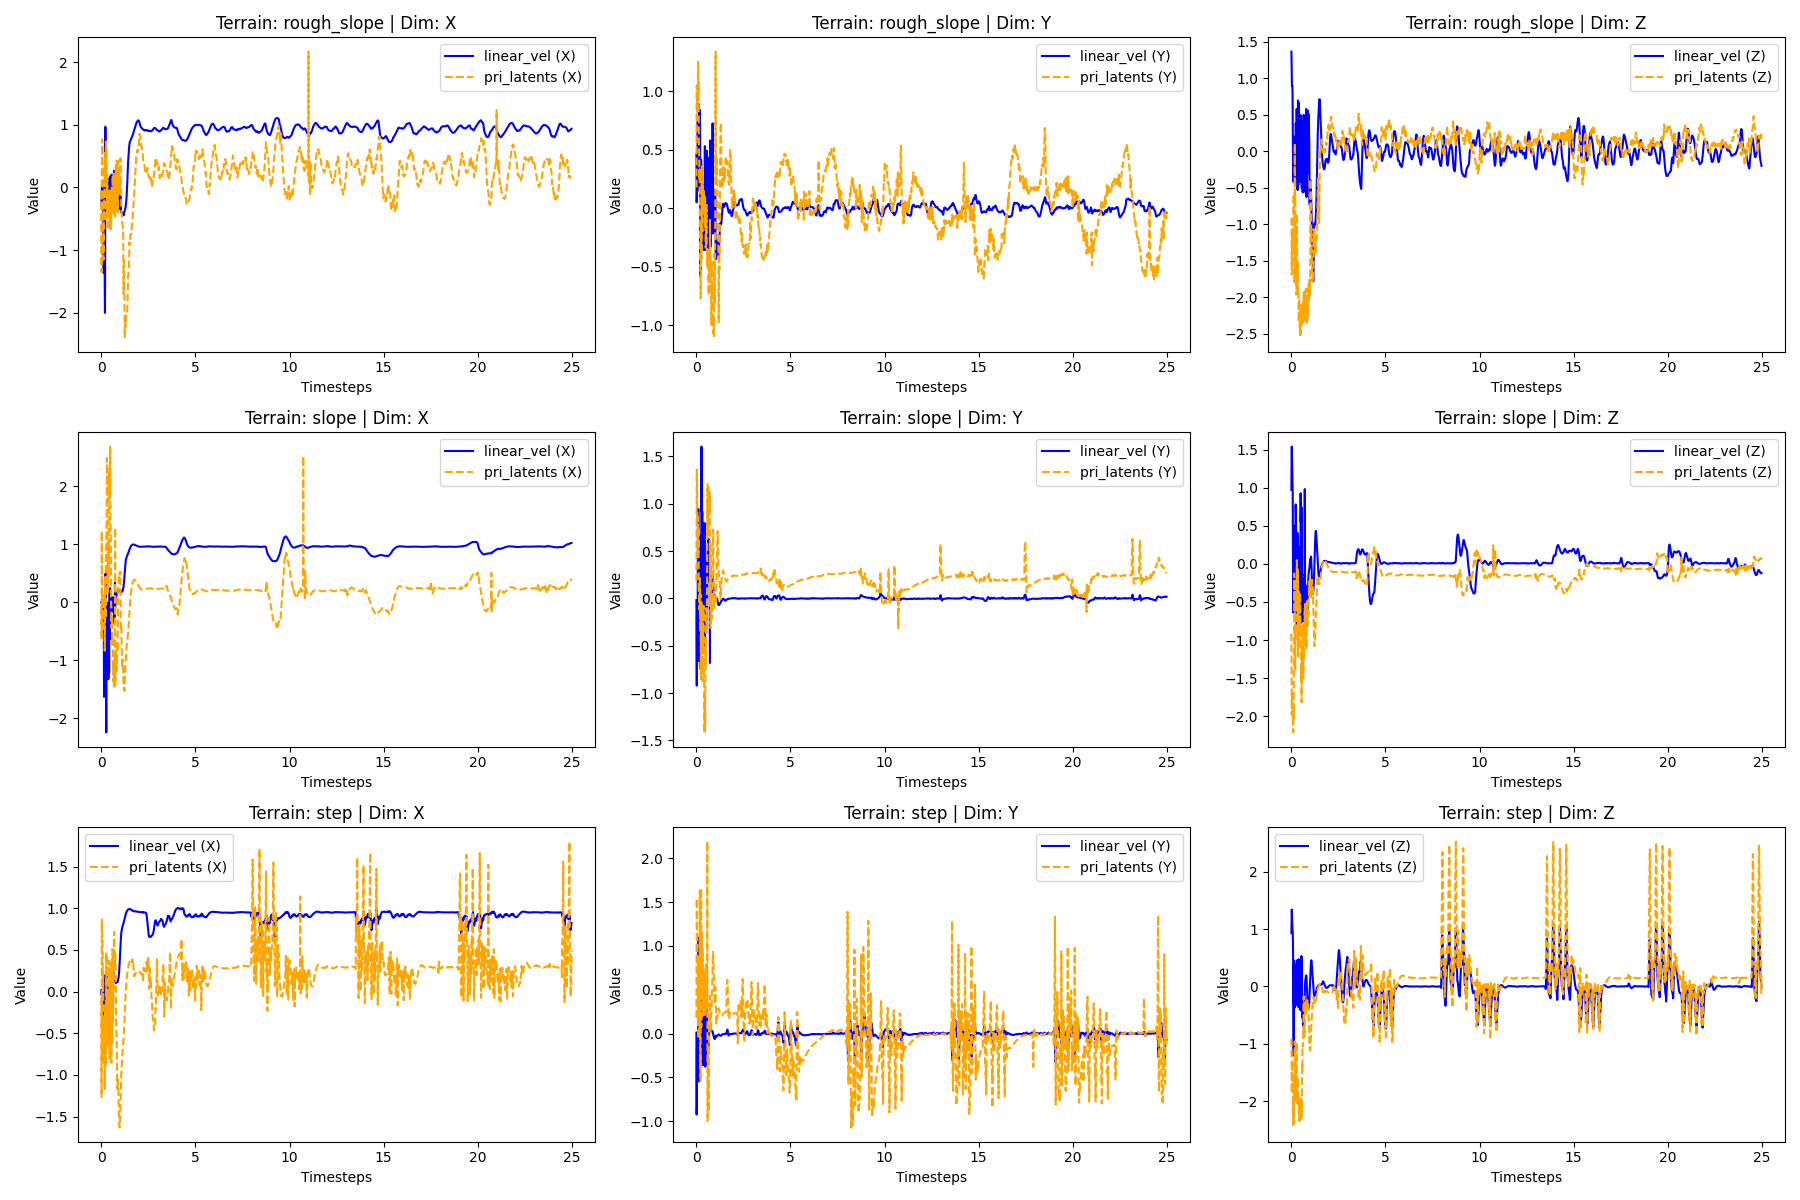 Terrain: rough_slope | Dim: X
linear_vel (X)
pri_latents (X)
Value
2
1
0
−1
−2
0 5 10 15 20 25
Timesteps
Terrain: rough_slope | Dim: Y
linear_vel (Y)
pri_latents (Y)
Value
1.0
0.5
0.0
−0.5
−1.0
0 5 10 15 20 25
Timesteps
Terrain: rough_slope | Dim: Z
linear_vel (Z)
pri_latents (Z)
Value
1.5
1.0
0.5
0.0
−0.5
−1.0
−1.5
−2.0
−2.5
0 5 10 15 20 25
Timesteps
Terrain: slope | Dim: X
linear_vel (X)
pri_latents (X)
Value
2
1
0
−1
−2
0 5 10 15 20 25
Timesteps
Terrain: slope | Dim: Y
linear_vel (Y)
pri_latents (Y)
Value
1.5
1.0
0.5
0.0
−0.5
−1.0
−1.5
0 5 10 15 20 25
Timesteps
Terrain: slope | Dim: Z
linear_vel (Z)
pri_latents (Z)
Value
1.5
1.0
0.5
0.0
−0.5
−1.0
−1.5
−2.0
0 5 10 15 20 25
Timesteps
Terrain: step | Dim: X
linear_vel (X)
pri_latents (X)
Value
1.5
1.0
0.5
0.0
−0.5
−1.0
−1.5
0 5 10 15 20 25
Timesteps
Terrain: step | Dim: Y
linear_vel (Y)
pri_latents (Y)
Value
2.0
1.5
1.0
0.5
0.0
−0.5
−1.0
0 5 10 15 20 25
Timesteps
Terrain: step | Dim: Z
linear_vel (Z)
pri_latents (Z)
Value
2
1
0
−1
−2
0 5 10 15 20 25
Timesteps